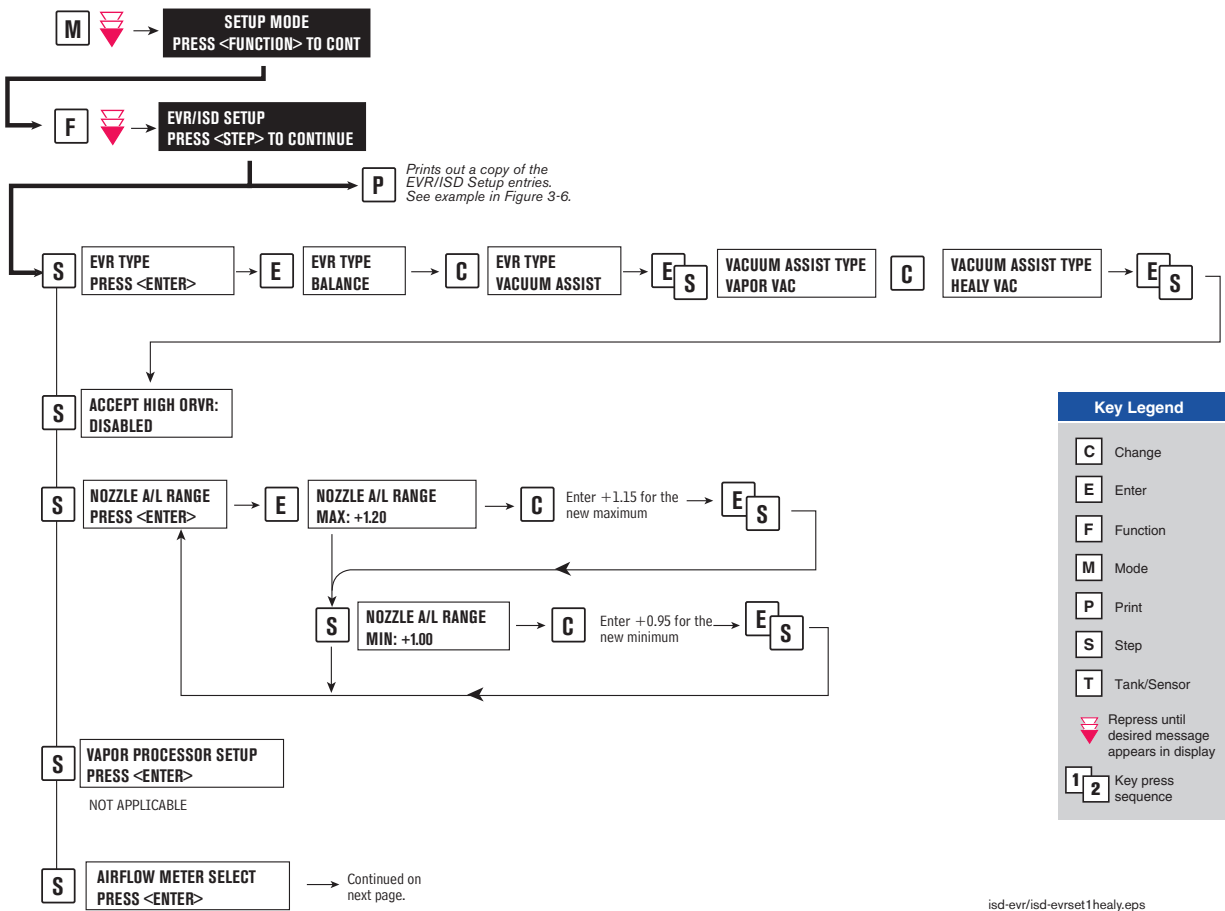 M
SETUP MODE
PRESS <FUNCTION> TO CONT
F
EVR/ISD SETUP
PRESS <STEP> TO CONTINUE
P
Prints out a copy of the
EVR/ISD Setup entries.
See example in Figure 3-6.
S
EVR TYPE
PRESS <ENTER>
E
EVR TYPE
BALANCE
C
EVR TYPE
VACUUM ASSIST
E
S
VACUUM ASSIST TYPE
VAPOR VAC
C
VACUUM ASSIST TYPE
HEALY VAC
E
S
S
ACCEPT HIGH ORVR:
DISABLED
S
NOZZLE A/L RANGE
PRESS <ENTER>
E
NOZZLE A/L RANGE
MAX: +1.20
C
Enter +1.15 for the
new maximum
E
S
S
NOZZLE A/L RANGE
MIN: +1.00
C
Enter +0.95 for the
new minimum
E
S
S
VAPOR PROCESSOR SETUP
PRESS <ENTER>
NOT APPLICABLE
S
AIRFLOW METER SELECT
PRESS <ENTER>
Continued on
next page.
Key Legend
C Change
E Enter
F Function
M Mode
P Print
S Step
T Tank/Sensor
Repress until
desired message
appears in display
1 2 Key press
sequence
isd-evr/isd-evrset1healy.eps